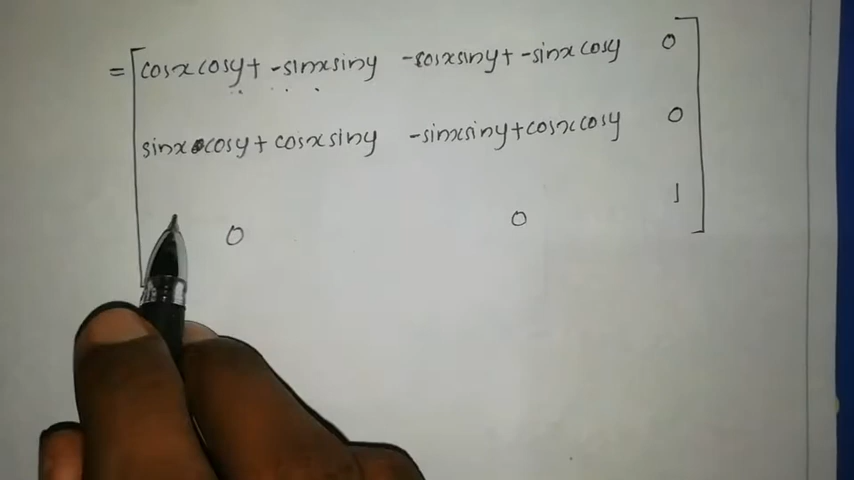 = [ cosx cosy + -sinx siny -cosx siny + -sinx cosy 0 ]
sinx cosy + cosx siny -sinx siny + cosx cosy 0
0 0 1